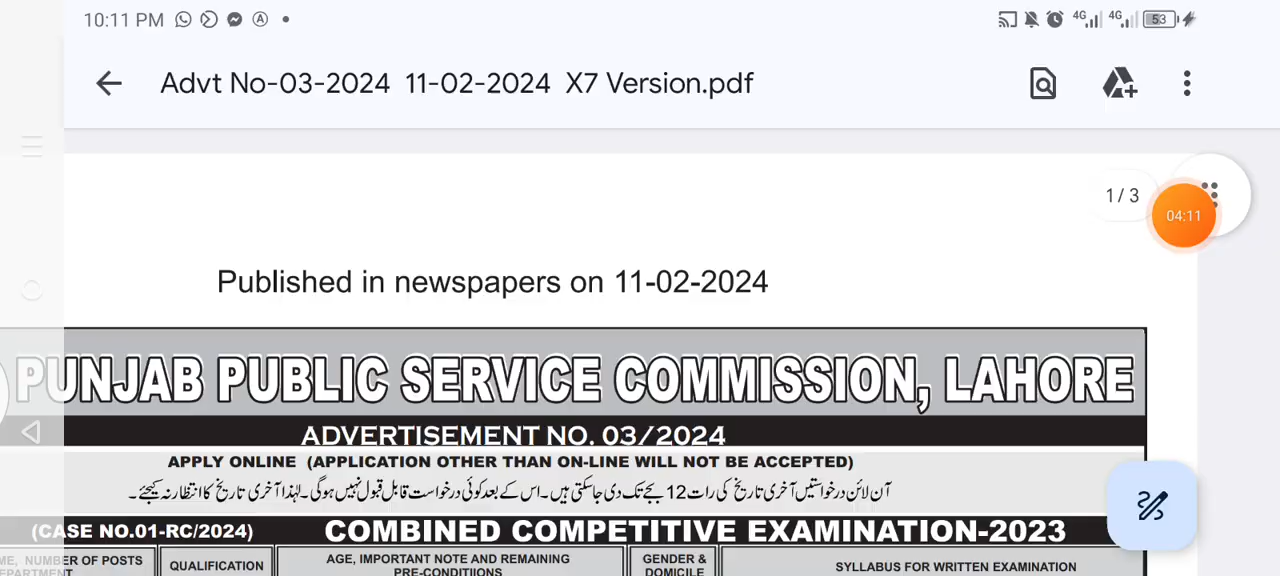 10:11 PM
4G 4G 53
Advt No-03-2024 11-02-2024 X7 Version.pdf
1 / 3
04:11
Published in newspapers on 11-02-2024
PUNJAB PUBLIC SERVICE COMMISSION, LAHORE
ADVERTISEMENT NO. 03/2024
APPLY ONLINE (APPLICATION OTHER THAN ON-LINE WILL NOT BE ACCEPTED)
آن لائن درخواستیں آخری تاریخ کی رات 12 بجے تک دی جاسکتی ہیں۔ اس کے بعد کوئی درخواست قابل قبول نہیں ہوگی۔ لہٰذا آخری تاریخ کا انتظار نہ کیجئے۔
(CASE NO.01-RC/2024) COMBINED COMPETITIVE EXAMINATION-2023
ME, NUMBER OF POSTS
QUALIFICATION
AGE, IMPORTANT NOTE AND REMAINING
PRE-CONDITIONS
GENDER &
DOMICILE
SYLLABUS FOR WRITTEN EXAMINATION